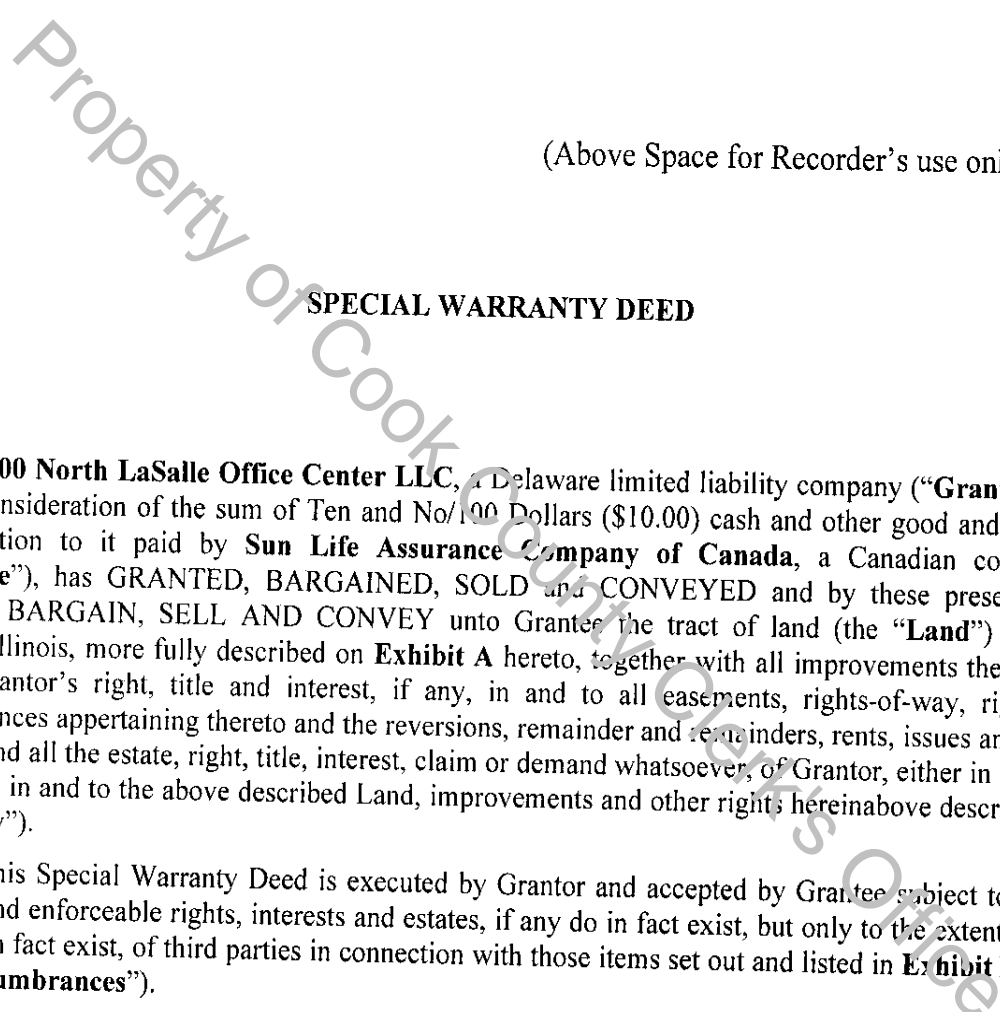 Property of Cook County Clerk's Office
(Above Space for Recorder's use onl
SPECIAL WARRANTY DEED
00 North LaSalle Office Center LLC, a Delaware limited liability company ("Gran
nsideration of the sum of Ten and No/100 Dollars ($10.00) cash and other good and
tion to it paid by Sun Life Assurance Company of Canada, a Canadian co
e"), has GRANTED, BARGAINED, SOLD and CONVEYED and by these prese
BARGAIN, SELL AND CONVEY unto Grantee the tract of land (the "Land")
llinois, more fully described on Exhibit A hereto, together with all improvements the
antor's right, title and interest, if any, in and to all easements, rights-of-way, ri
nces appertaining thereto and the reversions, remainder and remainders, rents, issues an
nd all the estate, right, title, interest, claim or demand whatsoever, of Grantor, either in
in and to the above described Land, improvements and other rights hereinabove descr
y").
his Special Warranty Deed is executed by Grantor and accepted by Grantee subject to
nd enforceable rights, interests and estates, if any do in fact exist, but only to the extent
n fact exist, of third parties in connection with those items set out and listed in Exhibit
umbrances").